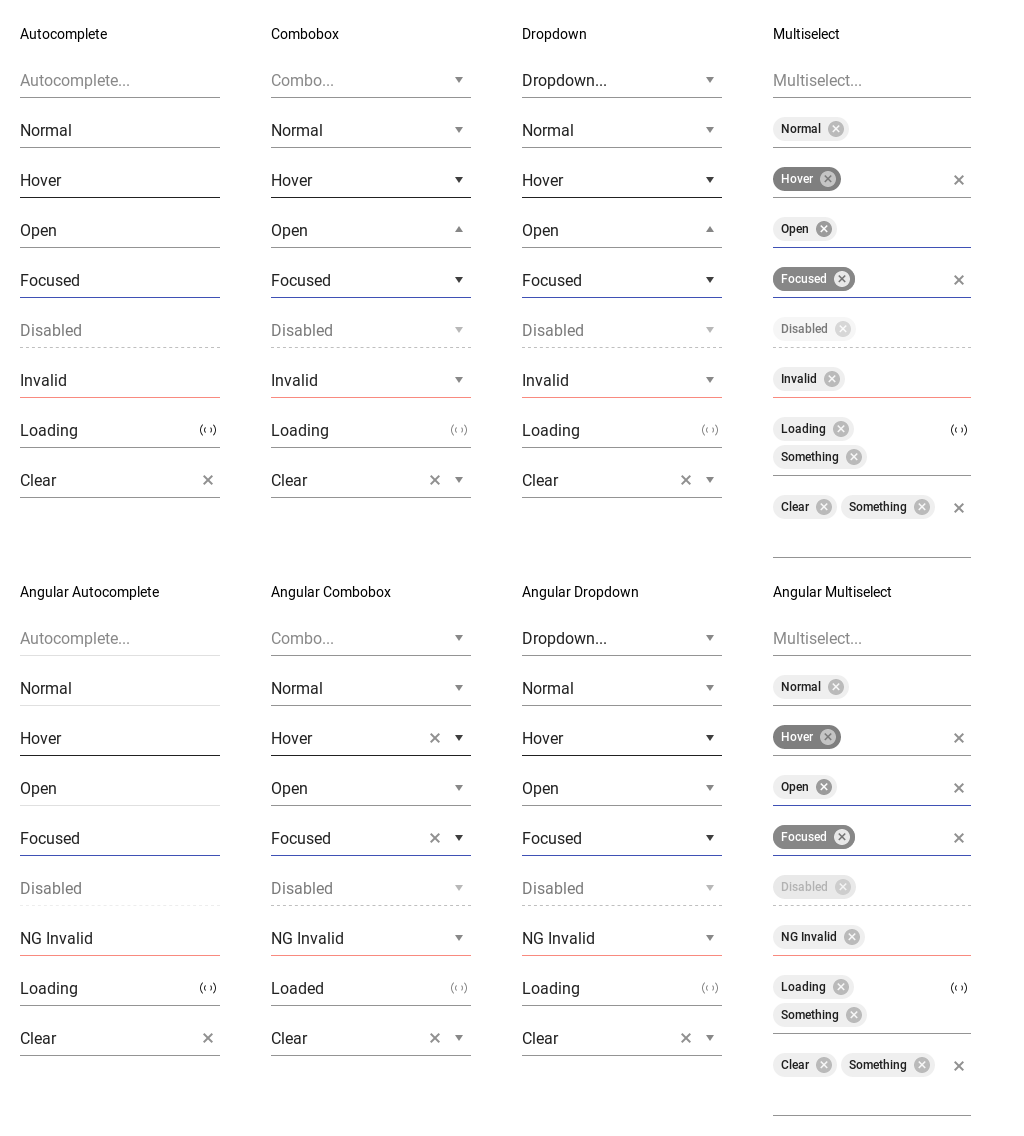 Autocomplete Combobox Dropdown Multiselect
Autocomplete... Combo... Dropdown... Multiselect...
Normal Normal Normal Normal
Hover Hover Hover Hover
Open Open Open Open
Focused Focused Focused Focused
Disabled Disabled Disabled Disabled
Invalid Invalid Invalid Invalid
Loading Loading Loading Loading
Something
Clear Clear Clear Clear Something
Angular Autocomplete Angular Combobox Angular Dropdown Angular Multiselect
Autocomplete... Combo... Dropdown... Multiselect...
Normal Normal Normal Normal
Hover Hover Hover Hover
Open Open Open Open
Focused Focused Focused Focused
Disabled Disabled Disabled Disabled
NG Invalid NG Invalid NG Invalid NG Invalid
Loading Loaded Loading Loading
Something
Clear Clear Clear Clear Something